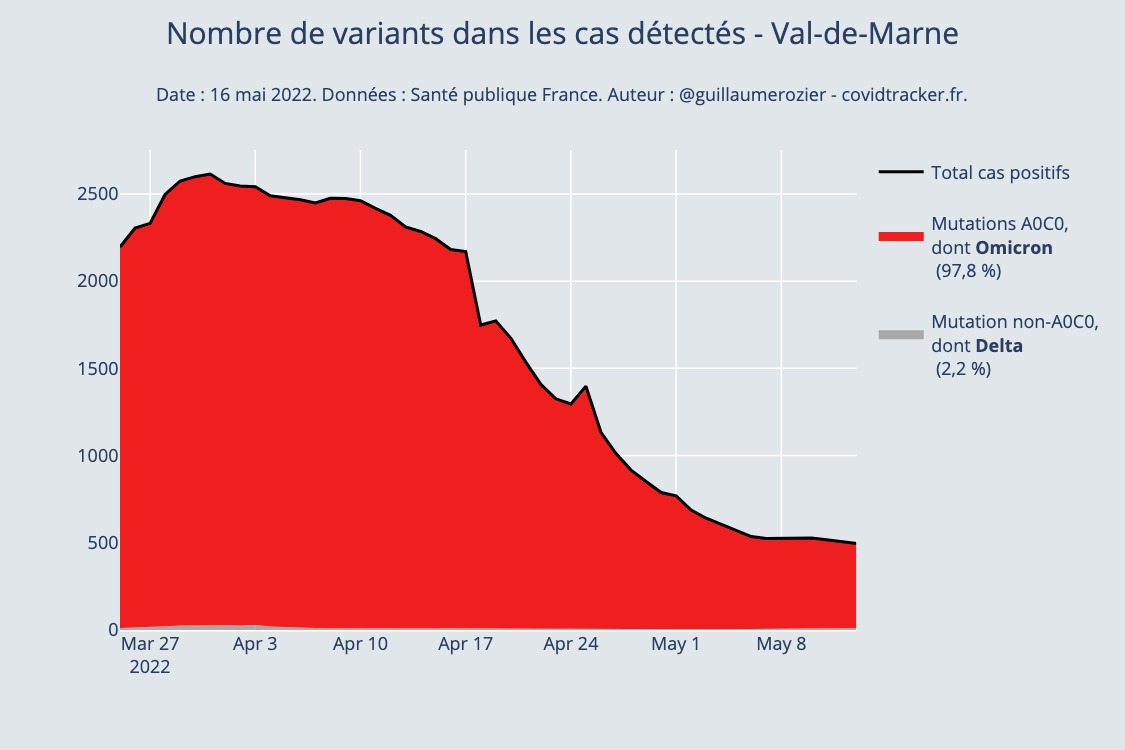 Nombre de variants dans les cas détectés - Val-de-Marne
Date : 16 mai 2022. Données : Santé publique France. Auteur : @guillaumerozier - covidtracker.fr.
2500
2000
1500
1000
500
0
Mar 27
2022
Apr 3
Apr 10
Apr 17
Apr 24
May 1
May 8
Total cas positifs
Mutations A0C0,
dont Omicron
(97,8 %)
Mutation non-A0C0,
dont Delta
(2,2 %)